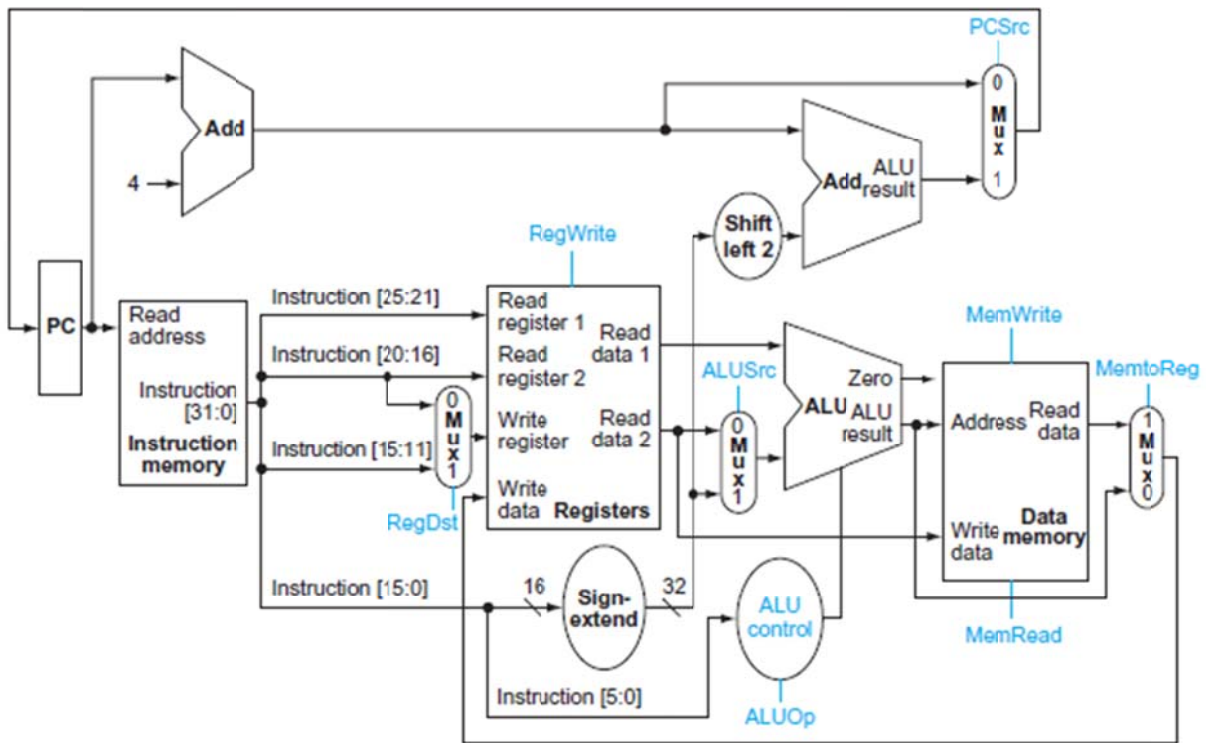 PCSrc
0
M
u
x
1
Add
4
Add
ALU
result
Shift
left 2
RegWrite
PC
Read
address
Instruction
[31:0]
Instruction
memory
Instruction [25:21]
Instruction [20:16]
Instruction [15:11]
0
M
u
x
1
RegDst
Read
register 1
Read
register 2
Write
register
Write
data
Read
data 1
Read
data 2
Registers
ALUSrc
0
M
u
x
1
Zero
ALU
ALU
result
MemWrite
Address
Read
data
Write
data
Data
memory
MemRead
MemtoReg
1
M
u
x
0
Instruction [15:0]
16
Sign-
extend
32
ALU
control
Instruction [5:0]
ALUOp